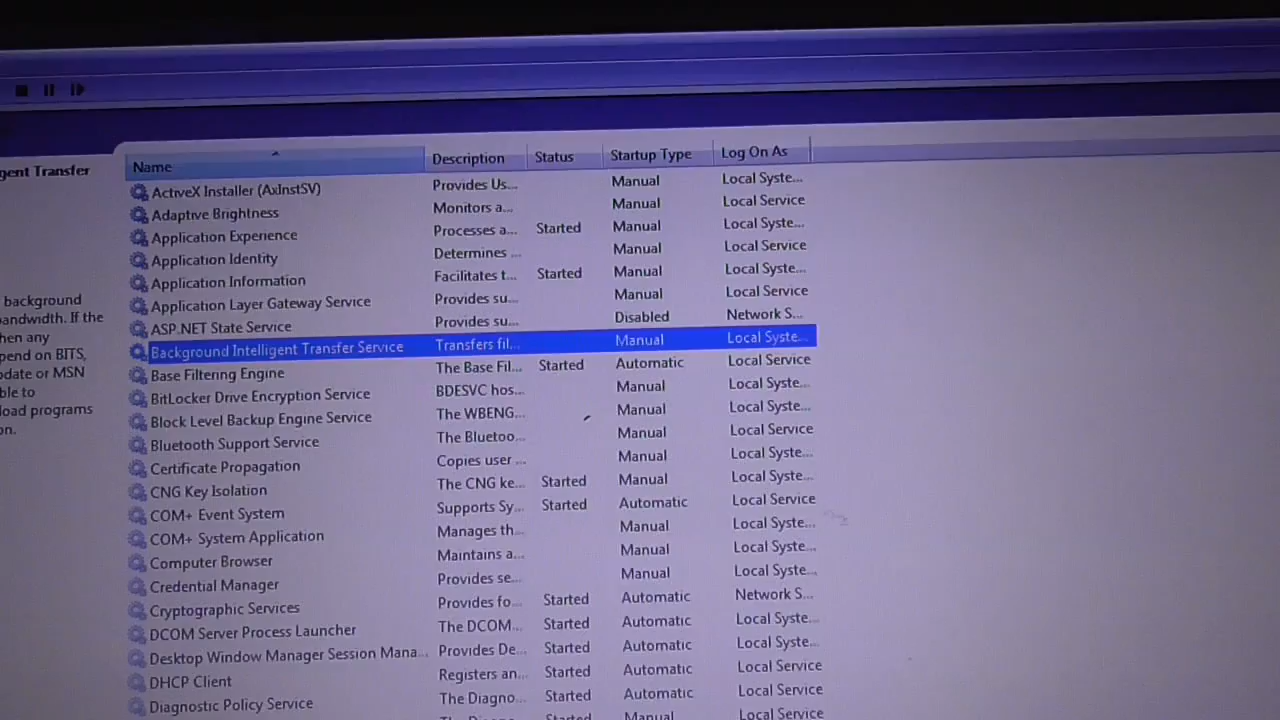 gent Transfer
background
andwidth. If the
hen any
pend on BITS,
odate or MSN
ble to
load programs
on.
Name Description Status Startup Type Log On As
ActiveX Installer (AxInstSV) Provides Us... Manual Local Syste...
Adaptive Brightness Monitors a... Manual Local Service
Application Experience Processes a... Started Manual Local Syste...
Application Identity Determines ... Manual Local Service
Application Information Facilitates t... Started Manual Local Syste...
Application Layer Gateway Service Provides su... Manual Local Service
ASP.NET State Service Provides su... Disabled Network S...
Background Intelligent Transfer Service Transfers fil... Manual Local Syste...
Base Filtering Engine The Base Fil... Started Automatic Local Service
BitLocker Drive Encryption Service BDESVC hos... Manual Local Syste...
Block Level Backup Engine Service The WBENG... Manual Local Syste...
Bluetooth Support Service The Bluetoo... Manual Local Service
Certificate Propagation Copies user ... Manual Local Syste...
CNG Key Isolation The CNG ke... Started Manual Local Syste...
COM+ Event System Supports Sy... Started Automatic Local Service
COM+ System Application Manages th... Manual Local Syste...
Computer Browser Maintains a... Manual Local Syste...
Credential Manager Provides se... Manual Local Syste...
Cryptographic Services Provides fo... Started Automatic Network S...
DCOM Server Process Launcher The DCOM... Started Automatic Local Syste...
Desktop Window Manager Session Mana... Provides De... Started Automatic Local Syste...
DHCP Client Registers an... Started Automatic Local Service
Diagnostic Policy Service The Diagno... Started Automatic Local Service
Started Manual Local Service